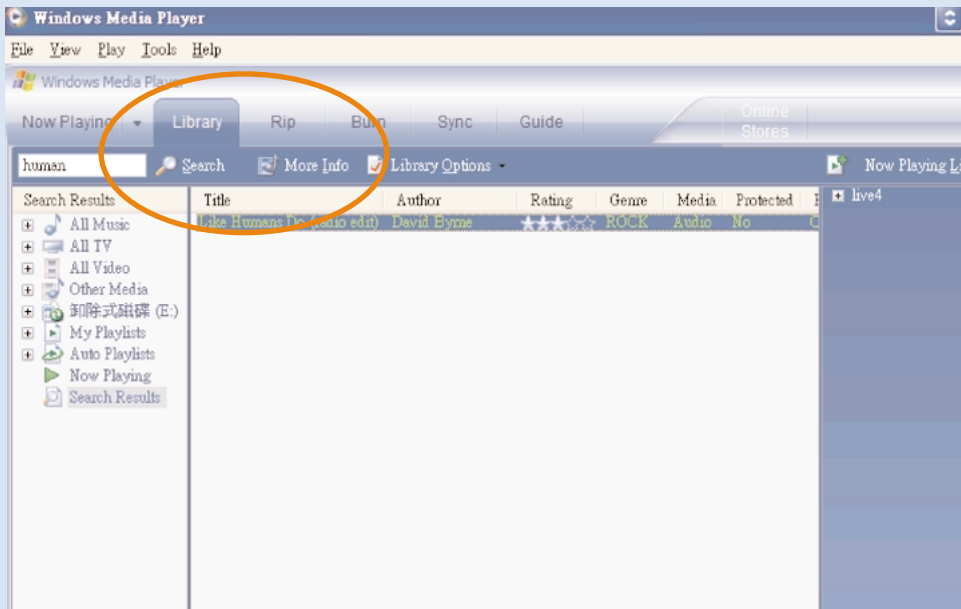 Windows Media Player
File View Play Tools Help
Windows Media Player
Now Playing Library Rip Burn Sync Guide Online Stores
human Search More Info Library Options Now Playing Li
Search Results Title Author Rating Genre Media Protected
Like Humans Do (radio edit) David Byrne ROCK Audio No
live4
All Music
All TV
All Video
Other Media
卸除式磁碟 (E:)
My Playlists
Auto Playlists
Now Playing
Search Results